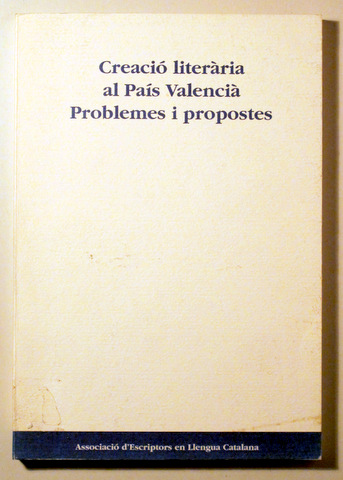 Creació literària
al País Valencià
Problemes i propostes
Associació d'Escriptors en Llengua Catalana